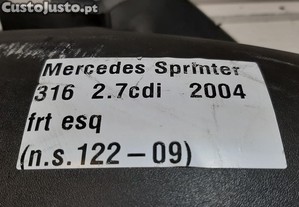 CustoJusto.pt
Mercedes Sprinter
316 2.7cdi 2004
frt esq
(n.s.122-09)